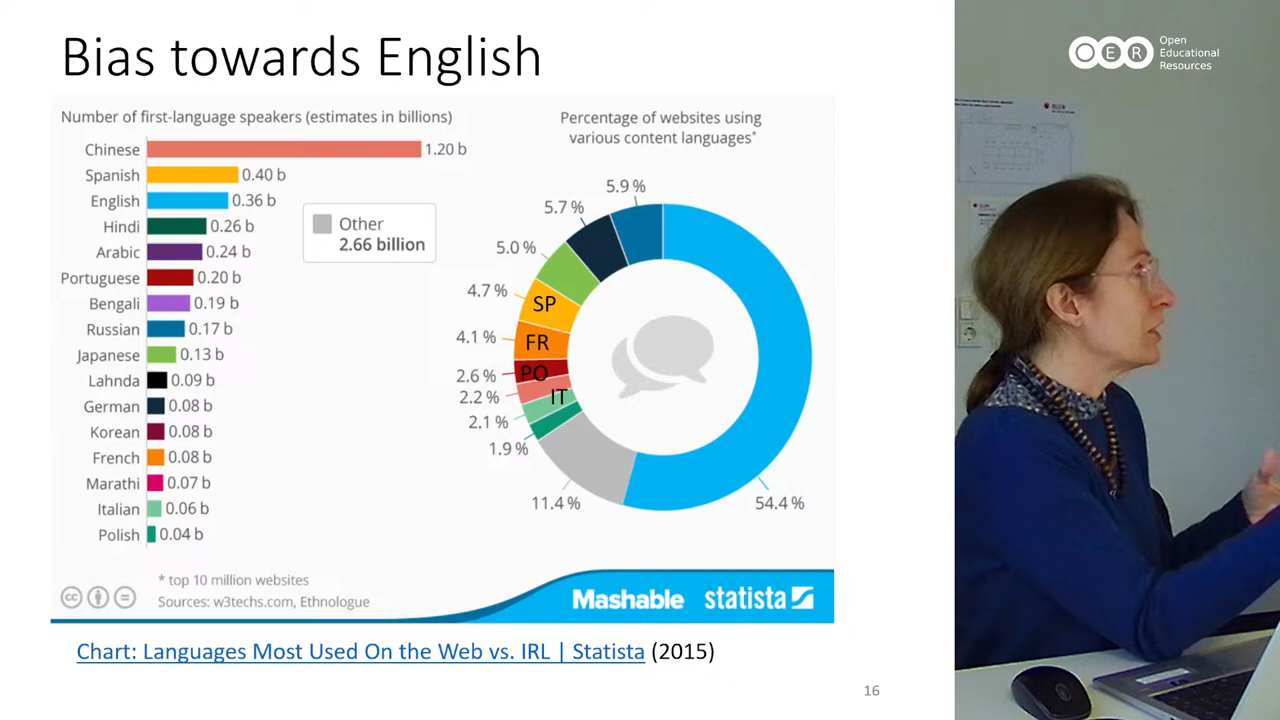 Bias towards English
Number of first-language speakers (estimates in billions)
Chinese 1.20 b
Spanish 0.40 b
English 0.36 b
Hindi 0.26 b
Arabic 0.24 b
Portuguese 0.20 b
Bengali 0.19 b
Russian 0.17 b
Japanese 0.13 b
Lahnda 0.09 b
German 0.08 b
Korean 0.08 b
French 0.08 b
Marathi 0.07 b
Italian 0.06 b
Polish 0.04 b
Other
2.66 billion
Percentage of websites using
various content languages*
5.9 %
5.7 %
5.0 %
4.7 %
SP
4.1 %
FR
2.6 %
PO
2.2 %
IT
2.1 %
1.9 %
11.4 %
54.4 %
* top 10 million websites
Sources: w3techs.com, Ethnologue
cc
Mashable
statista
Chart: Languages Most Used On the Web vs. IRL | Statista (2015)
16
OER
Open
Educational
Resources